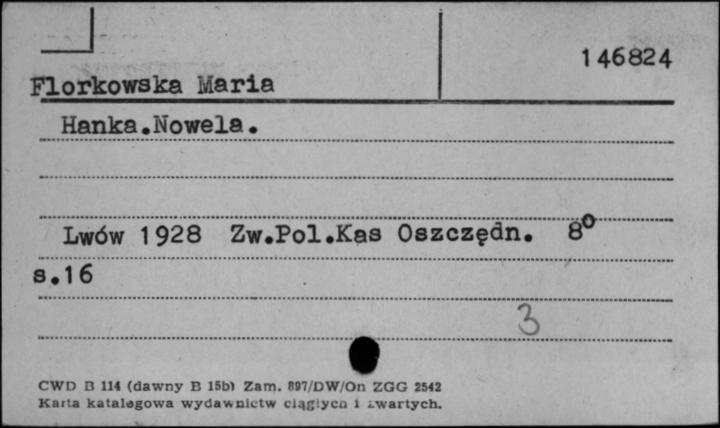 146824
Florkowska Maria
Hanka.Nowela.
Lwów 1928 Zw.Pol.Kas Oszczędn. 8º
s.16
3
CWD B 114 (dawny B 15b) Zam. 897/DW/On ZGG 2542
Karta katalogowa wydawnictw ciągłych i zwartych.